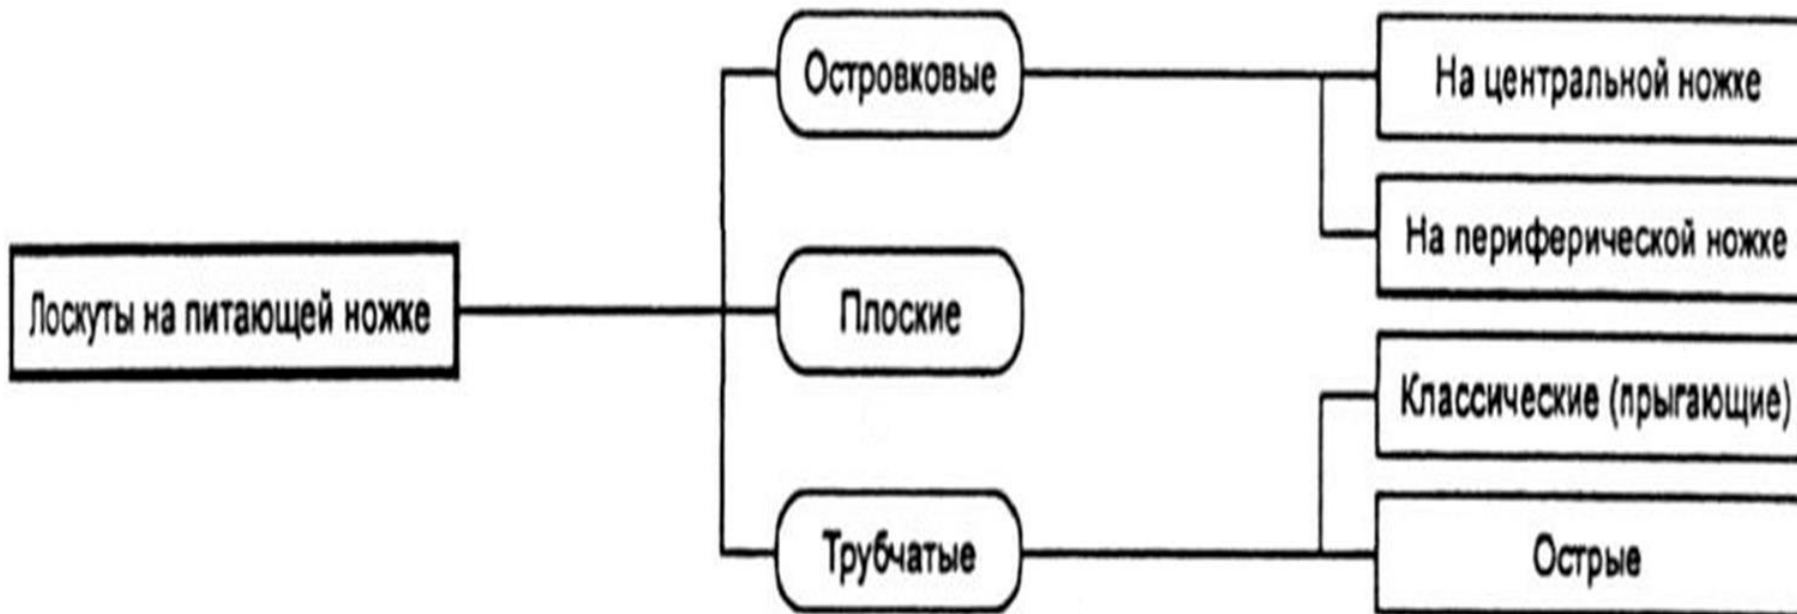 Островковые
На центральной ножке
На периферической ножке
Лоскуты на питающей ножке
Плоские
Классические (прыгающие)
Трубчатые
Острые